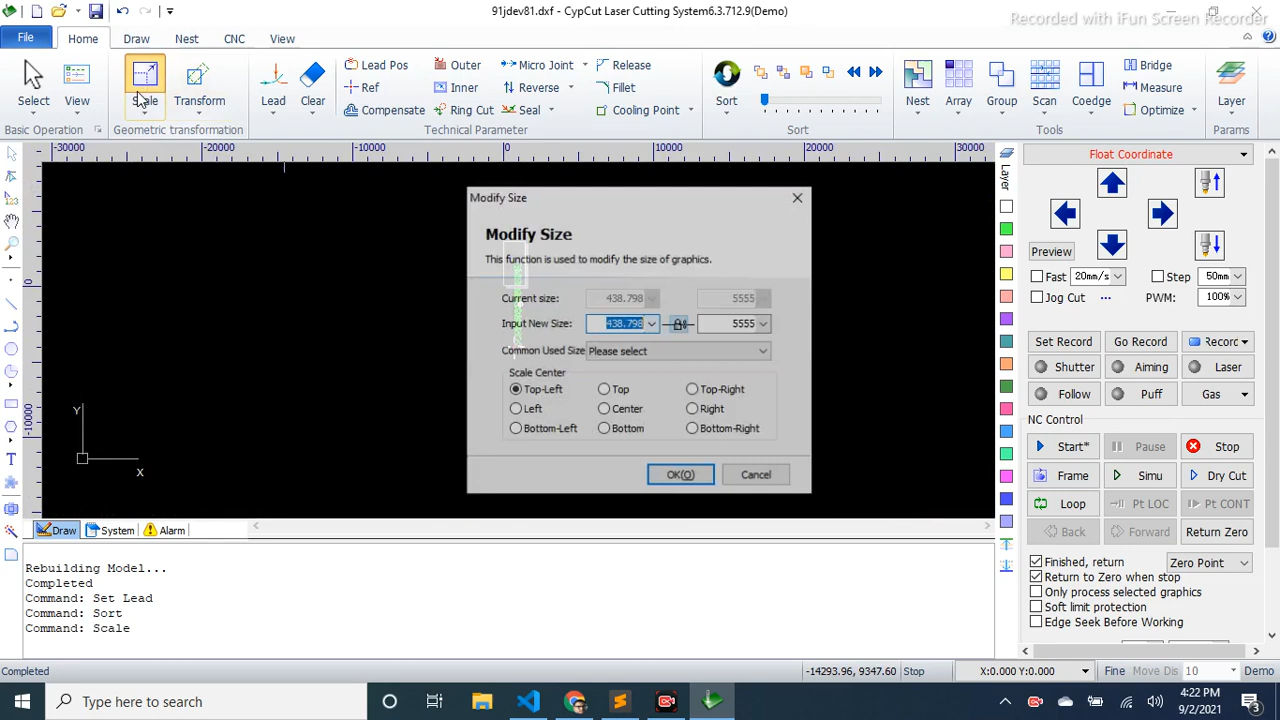 91jdev81.dxf - CypCut Laser Cutting System6.3.712.9(Demo)
Recorded with iFun Screen Recorder
File Home Draw Nest CNC View
Select View Scale Transform Lead Clear
Lead Pos Outer Micro Joint Release
Ref Inner Reverse Fillet
Compensate Ring Cut Seal Cooling Point
Sort Nest Array Group Scan Coedge
Bridge
Measure
Optimize
Layer
Basic Operation Geometric transformation Technical Parameter Sort Tools Params
-30000 -20000 -10000 0 10000 20000 30000
0
-10000
Y
X
Modify Size
Modify Size
This function is used to modify the size of graphics.
Current size: 438.798 5555
Input New Size: 438.798 5555
Common Used Size Please select
Scale Center
Top-Left Top Top-Right
Left Center Right
Bottom-Left Bottom Bottom-Right
OK(O) Cancel
Layer
Float Coordinate
Preview
Fast 20mm/s Step 50mm
Jog Cut ... PWM: 100%
Set Record Go Record Recor
Shutter Aiming Laser
Follow Puff Gas
NC Control
Start* Pause Stop
Frame Simu Dry Cut
Loop Pt LOC Pt CONT
Back Forward Return Zero
Finished, return Zero Point
Return to Zero when stop
Only process selected graphics
Soft limit protection
Edge Seek Before Working
Draw System Alarm
Rebuilding Model...
Completed
Command: Set Lead
Command: Sort
Command: Scale
Completed -14293.96, 9347.60 Stop X:0.000 Y:0.000 Fine Move Dis 10 Demo
Type here to search
4:22 PM
9/2/2021
3